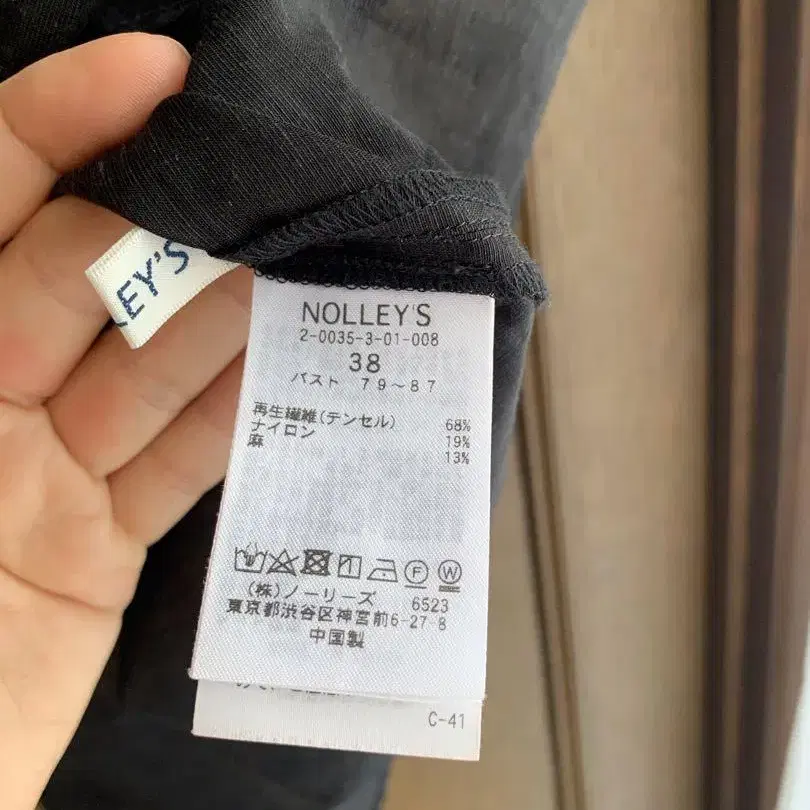 LEY'S
NOLLEY'S
2-0035-3-01-008
38
バスト 79〜87
再生繊維(テンセル) 68%
ナイロン 19%
麻 13%
F W
(株)ノーリーズ 6523
東京都渋谷区神宮前6-27-8
中国製
C-41